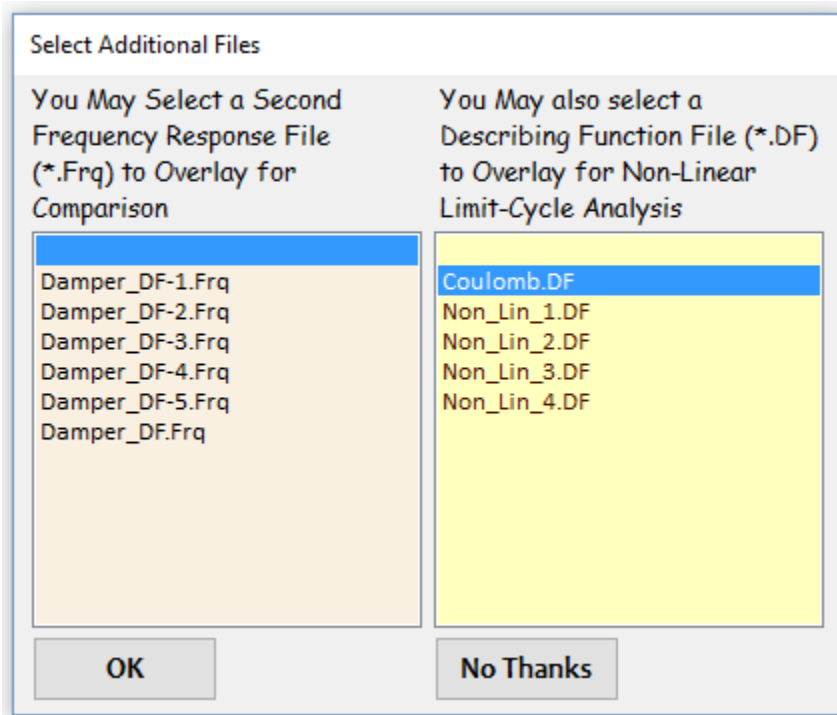 Select Additional Files
You May Select a Second
Frequency Response File
(*.Frq) to Overlay for
Comparison
Damper_DF-1.Frq
Damper_DF-2.Frq
Damper_DF-3.Frq
Damper_DF-4.Frq
Damper_DF-5.Frq
Damper_DF.Frq
OK
You May also select a
Describing Function File (*.DF)
to Overlay for Non-Linear
Limit-Cycle Analysis
Coulomb.DF
Non_Lin_1.DF
Non_Lin_2.DF
Non_Lin_3.DF
Non_Lin_4.DF
No Thanks